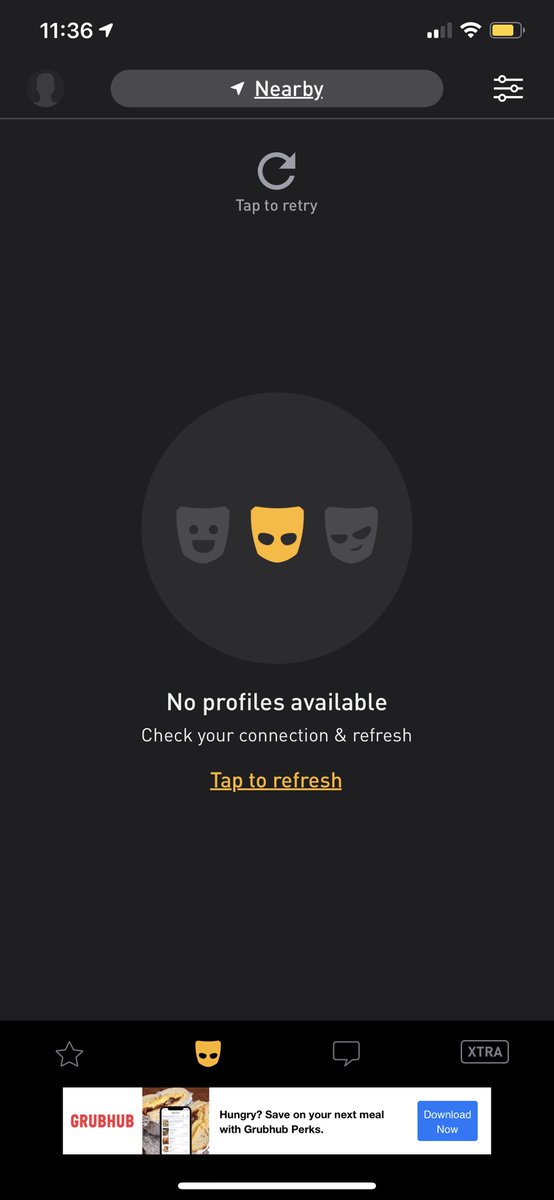 11:36
Nearby
Tap to retry
No profiles available
Check your connection & refresh
Tap to refresh
XTRA
GRUBHUB
Hungry? Save on your next meal
with Grubhub Perks.
Download
Now